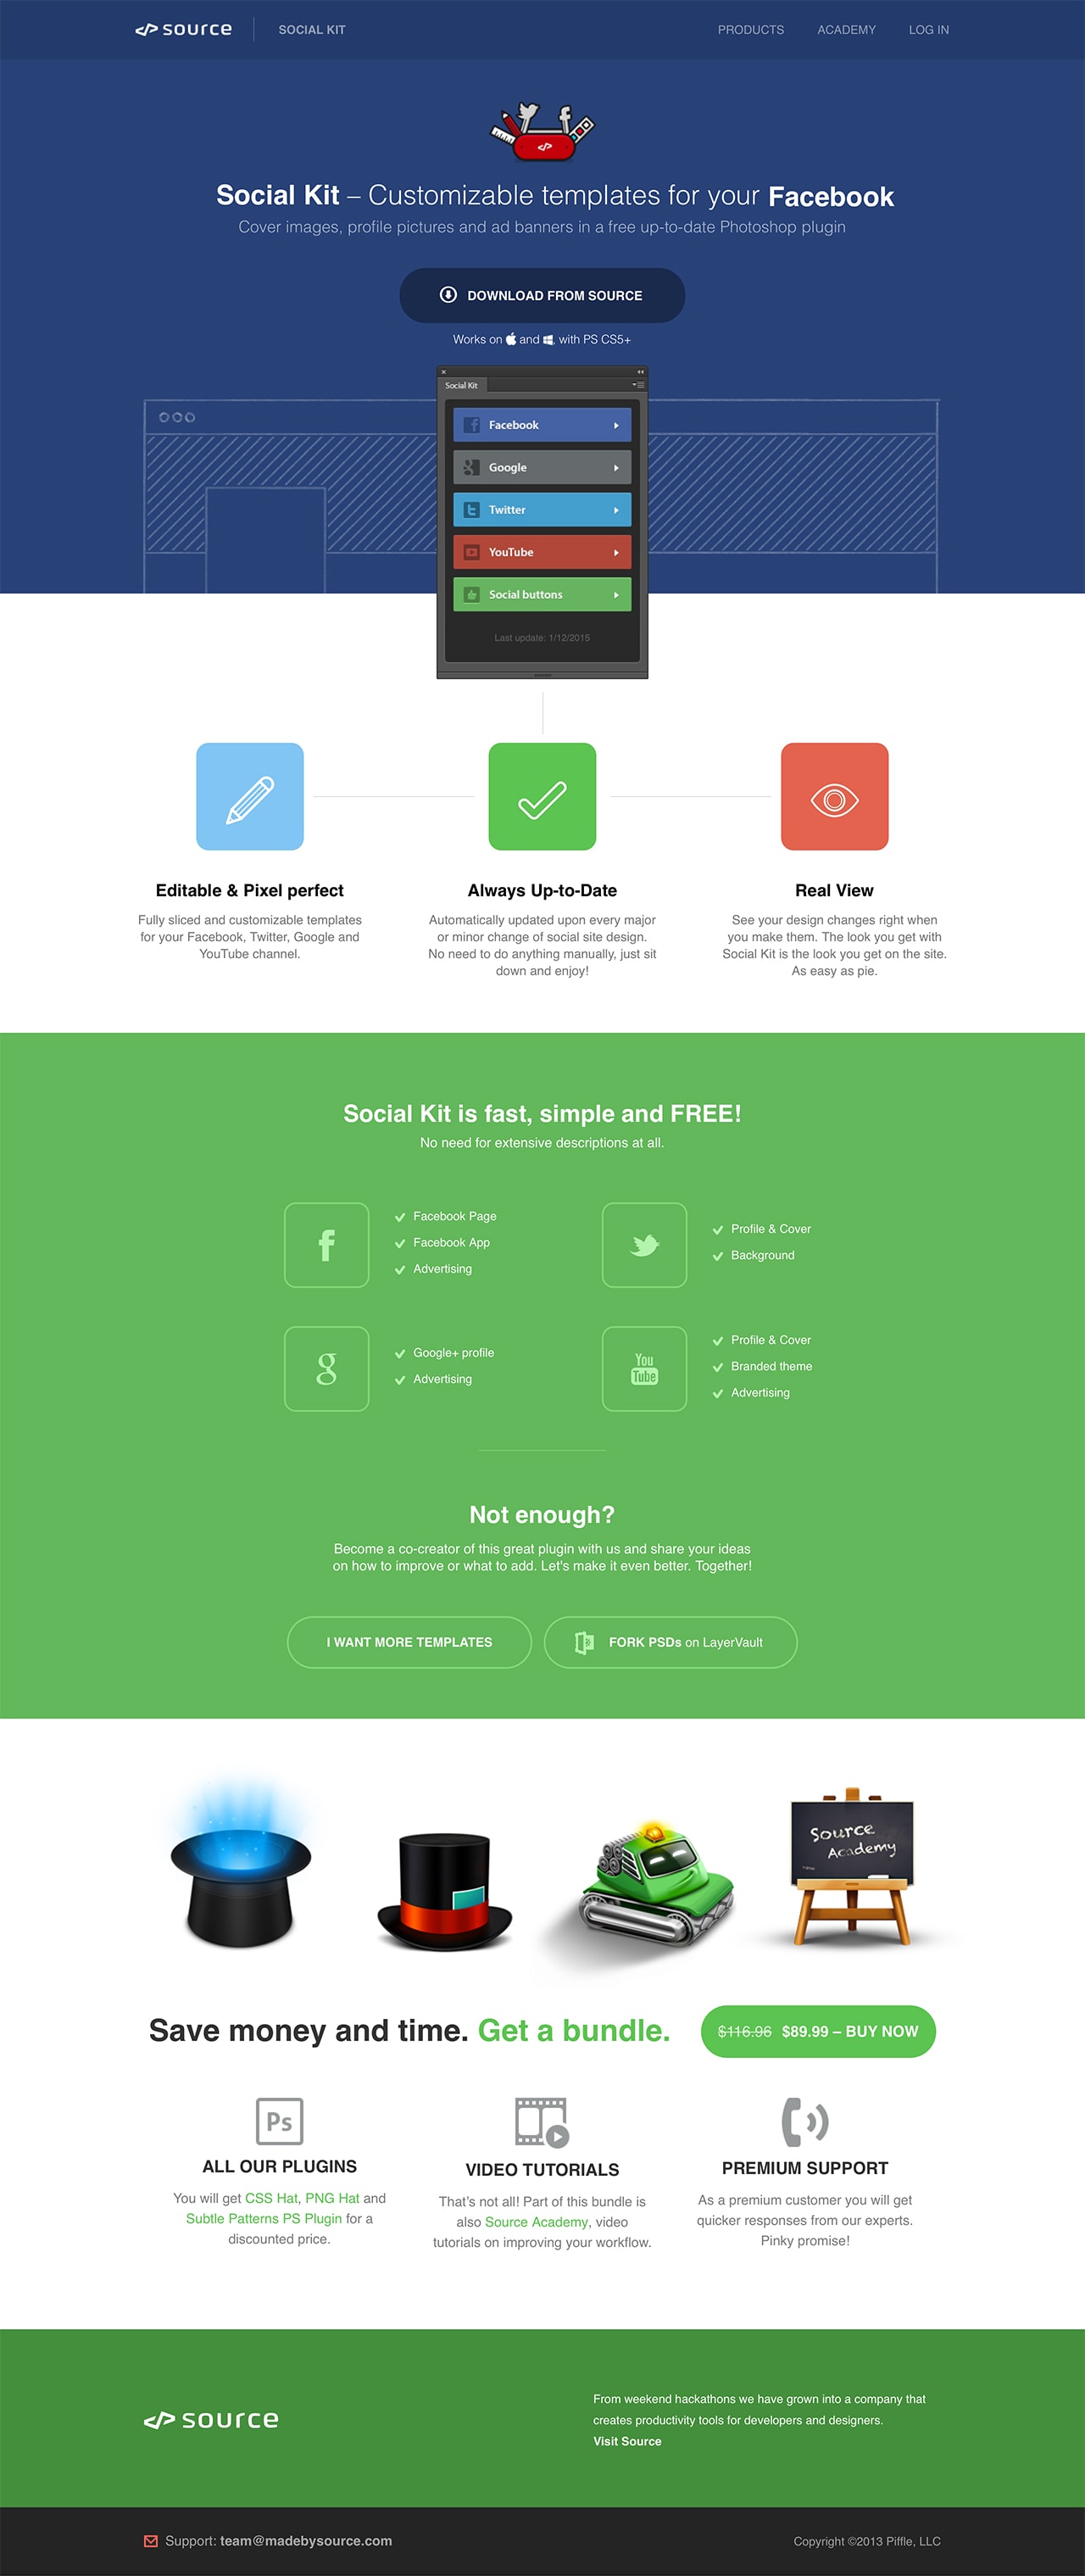 </> source
SOCIAL KIT
PRODUCTS
ACADEMY
LOG IN
</>
Social Kit – Customizable templates for your Facebook
Cover images, profile pictures and ad banners in a free up-to-date Photoshop plugin
DOWNLOAD FROM SOURCE
Works on and , with PS CS5+
Social Kit
Facebook
Google
Twitter
YouTube
Social buttons
Last update: 1/12/2015
Editable & Pixel perfect
Fully sliced and customizable templates
for your Facebook, Twitter, Google and
YouTube channel.
Always Up-to-Date
Automatically updated upon every major
or minor change of social site design.
No need to do anything manually, just sit
down and enjoy!
Real View
See your design changes right when
you make them. The look you get with
Social Kit is the look you get on the site.
As easy as pie.
Social Kit is fast, simple and FREE!
No need for extensive descriptions at all.
Facebook Page
Facebook App
Advertising
Profile & Cover
Background
Google+ profile
Advertising
You
Tube
Profile & Cover
Branded theme
Advertising
Not enough?
Become a co-creator of this great plugin with us and share your ideas
on how to improve or what to add. Let's make it even better. Together!
I WANT MORE TEMPLATES
FORK PSDs on LayerVault
Source
Academy
Save money and time. Get a bundle.
$116.96 $89.99 – BUY NOW
Ps
ALL OUR PLUGINS
You will get CSS Hat, PNG Hat and
Subtle Patterns PS Plugin for a
discounted price.
VIDEO TUTORIALS
That's not all! Part of this bundle is
also Source Academy, video
tutorials on improving your workflow.
PREMIUM SUPPORT
As a premium customer you will get
quicker responses from our experts.
Pinky promise!
</> source
From weekend hackathons we have grown into a company that
creates productivity tools for developers and designers.
Visit Source
Support: team@madebysource.com
Copyright ©2013 Piffle, LLC